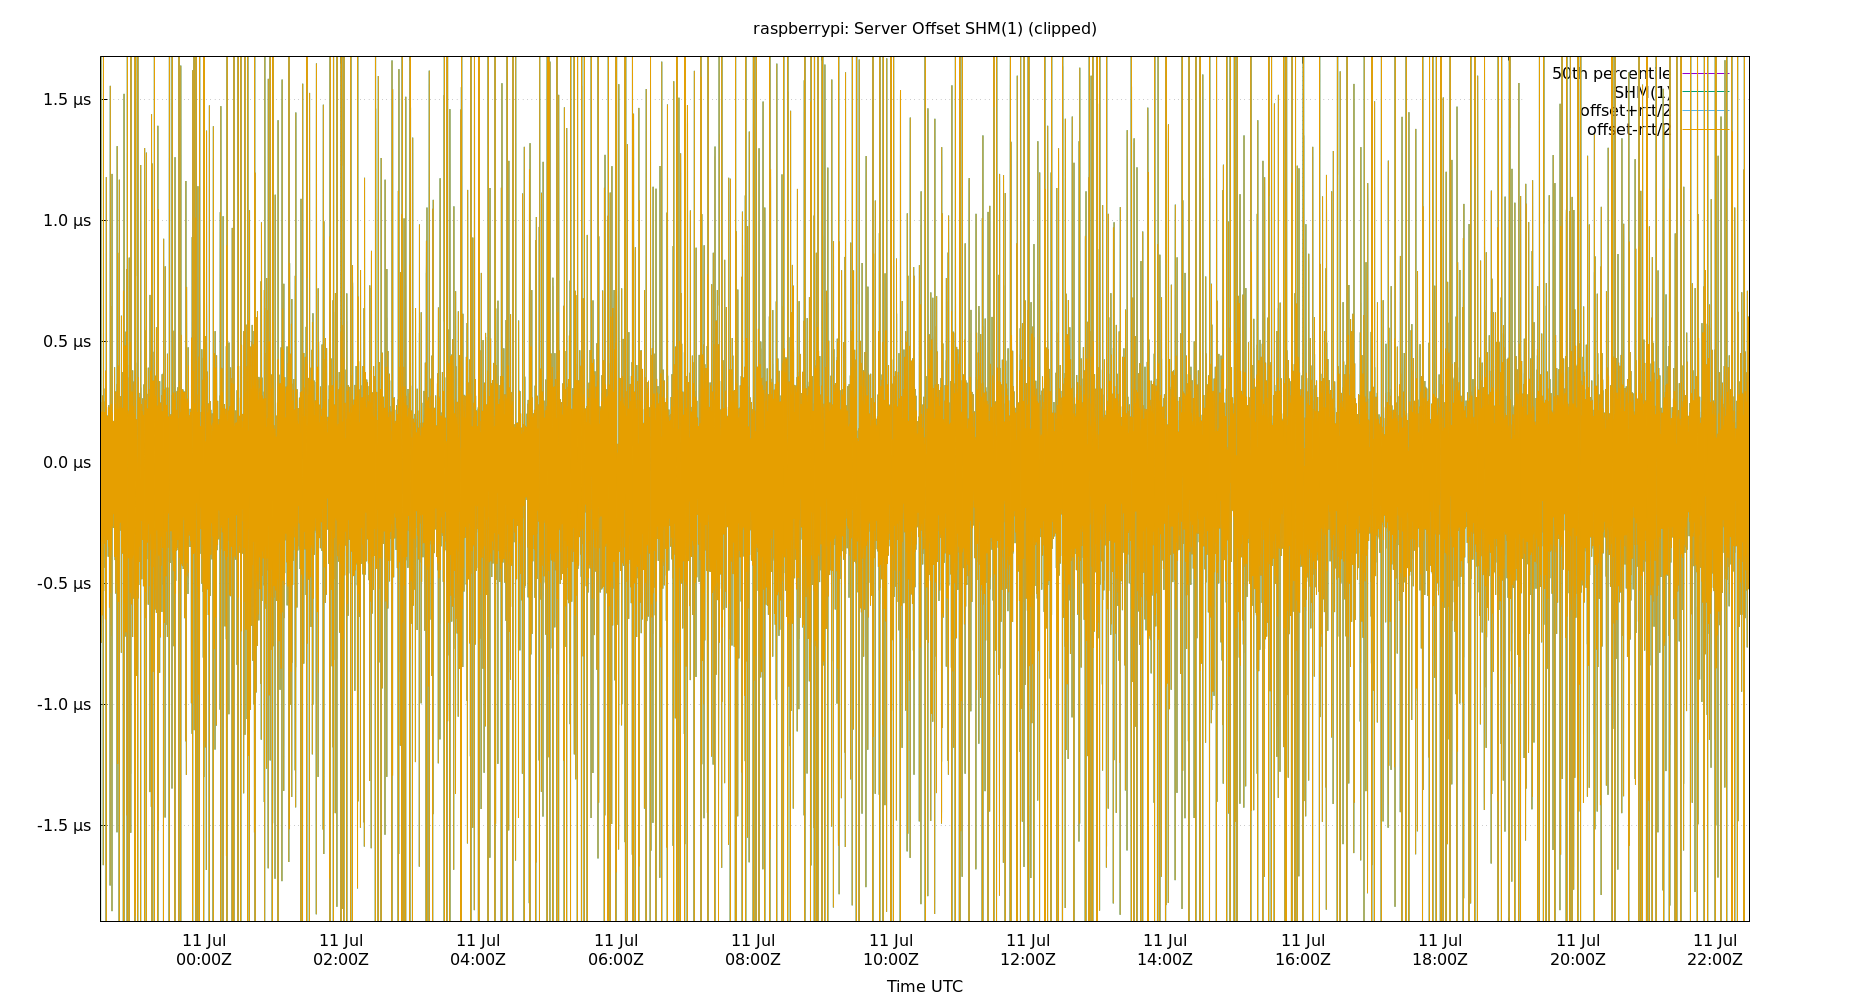 raspberrypi: Server Offset SHM(1) (clipped)
50th percentile
SHM(1)
offset+rtt/2
offset-rtt/2
1.5 µs
1.0 µs
0.5 µs
0.0 µs
-0.5 µs
-1.0 µs
-1.5 µs
11 Jul 11 Jul 11 Jul 11 Jul 11 Jul 11 Jul 11 Jul 11 Jul 11 Jul 11 Jul 11 Jul 11 Jul
00:00Z 02:00Z 04:00Z 06:00Z 08:00Z 10:00Z 12:00Z 14:00Z 16:00Z 18:00Z 20:00Z 22:00Z
Time UTC